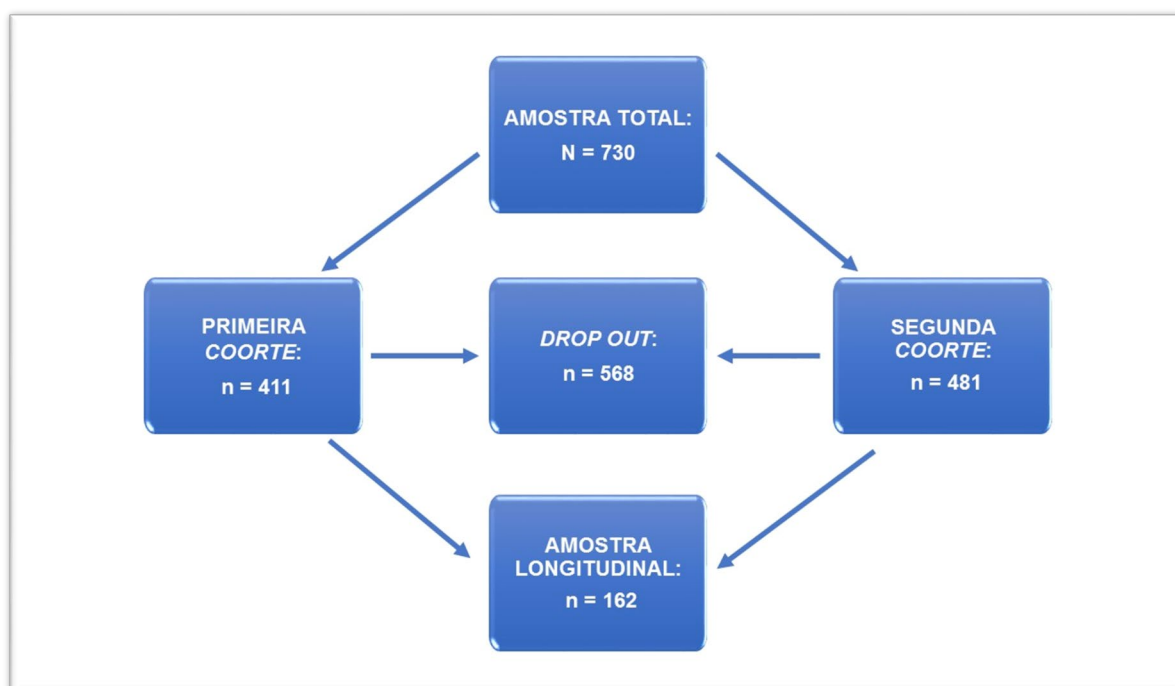 AMOSTRA TOTAL:
N = 730
PRIMEIRA
COORTE:
n = 411
DROP OUT:
n = 568
SEGUNDA
COORTE:
n = 481
AMOSTRA
LONGITUDINAL:
n = 162